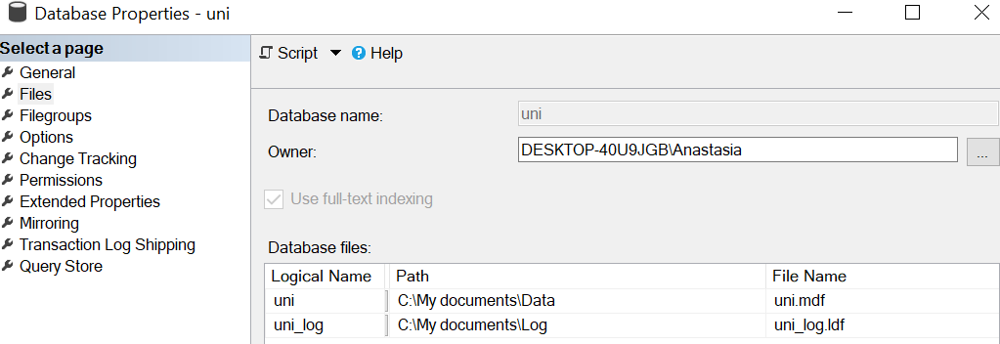 Database Properties - uni
Select a page
General
Files
Filegroups
Options
Change Tracking
Permissions
Extended Properties
Mirroring
Transaction Log Shipping
Query Store
Script Help
Database name: uni
Owner: DESKTOP-40U9JGB\Anastasia ...
Use full-text indexing
Database files:
Logical Name Path File Name
uni C:\My documents\Data uni.mdf
uni_log C:\My documents\Log uni_log.ldf